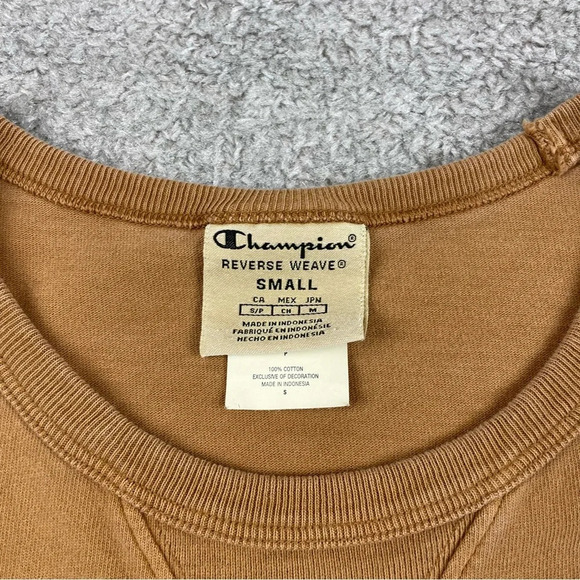 Champion®
REVERSE WEAVE®
SMALL
CA MEX JPN
S/P CH M
MADE IN INDONESIA
FABRIQUÉ EN INDONÉSIE
HECHO EN INDONESIA
100% COTTON
EXCLUSIVE OF DECORATION
MADE IN INDONESIA
S